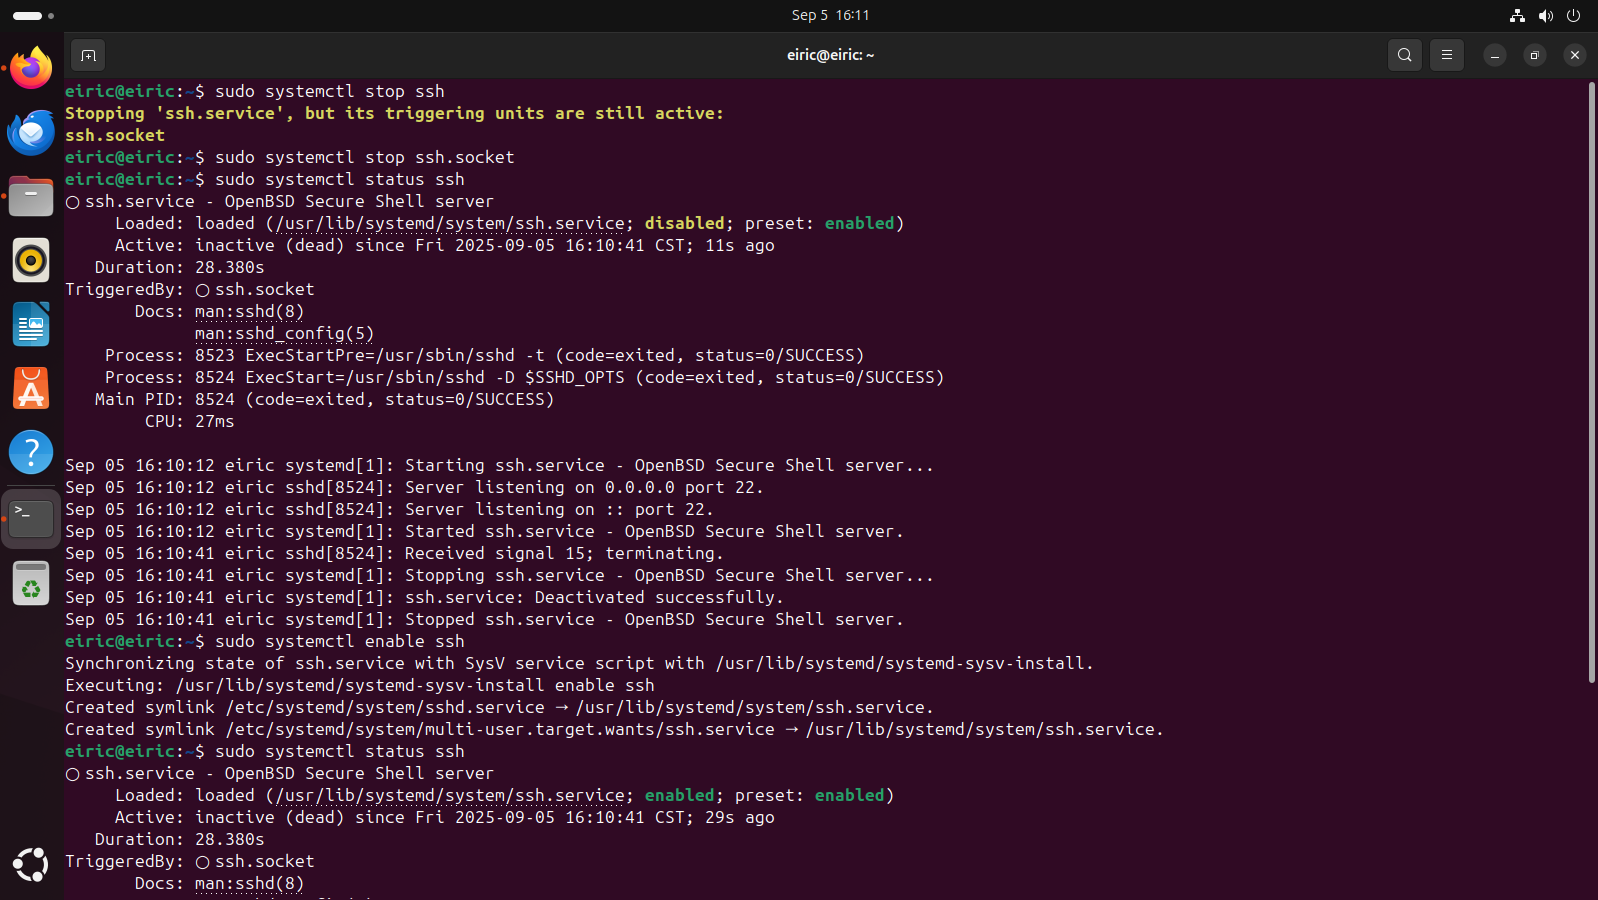 Sep 5 16:11
eiric@eiric: ~
eiric@eiric:~$ sudo systemctl stop ssh
Stopping 'ssh.service', but its triggering units are still active:
ssh.socket
eiric@eiric:~$ sudo systemctl stop ssh.socket
eiric@eiric:~$ sudo systemctl status ssh
○ ssh.service - OpenBSD Secure Shell server
Loaded: loaded (/usr/lib/systemd/system/ssh.service; disabled; preset: enabled)
Active: inactive (dead) since Fri 2025-09-05 16:10:41 CST; 11s ago
Duration: 28.380s
TriggeredBy: ○ ssh.socket
Docs: man:sshd(8)
man:sshd_config(5)
Process: 8523 ExecStartPre=/usr/sbin/sshd -t (code=exited, status=0/SUCCESS)
Process: 8524 ExecStart=/usr/sbin/sshd -D $SSHD_OPTS (code=exited, status=0/SUCCESS)
Main PID: 8524 (code=exited, status=0/SUCCESS)
CPU: 27ms
Sep 05 16:10:12 eiric systemd[1]: Starting ssh.service - OpenBSD Secure Shell server...
Sep 05 16:10:12 eiric sshd[8524]: Server listening on 0.0.0.0 port 22.
Sep 05 16:10:12 eiric sshd[8524]: Server listening on :: port 22.
Sep 05 16:10:12 eiric systemd[1]: Started ssh.service - OpenBSD Secure Shell server.
Sep 05 16:10:41 eiric sshd[8524]: Received signal 15; terminating.
Sep 05 16:10:41 eiric systemd[1]: Stopping ssh.service - OpenBSD Secure Shell server...
Sep 05 16:10:41 eiric systemd[1]: ssh.service: Deactivated successfully.
Sep 05 16:10:41 eiric systemd[1]: Stopped ssh.service - OpenBSD Secure Shell server.
eiric@eiric:~$ sudo systemctl enable ssh
Synchronizing state of ssh.service with SysV service script with /usr/lib/systemd/systemd-sysv-install.
Executing: /usr/lib/systemd/systemd-sysv-install enable ssh
Created symlink /etc/systemd/system/sshd.service → /usr/lib/systemd/system/ssh.service.
Created symlink /etc/systemd/system/multi-user.target.wants/ssh.service → /usr/lib/systemd/system/ssh.service.
eiric@eiric:~$ sudo systemctl status ssh
○ ssh.service - OpenBSD Secure Shell server
Loaded: loaded (/usr/lib/systemd/system/ssh.service; enabled; preset: enabled)
Active: inactive (dead) since Fri 2025-09-05 16:10:41 CST; 29s ago
Duration: 28.380s
TriggeredBy: ○ ssh.socket
Docs: man:sshd(8)